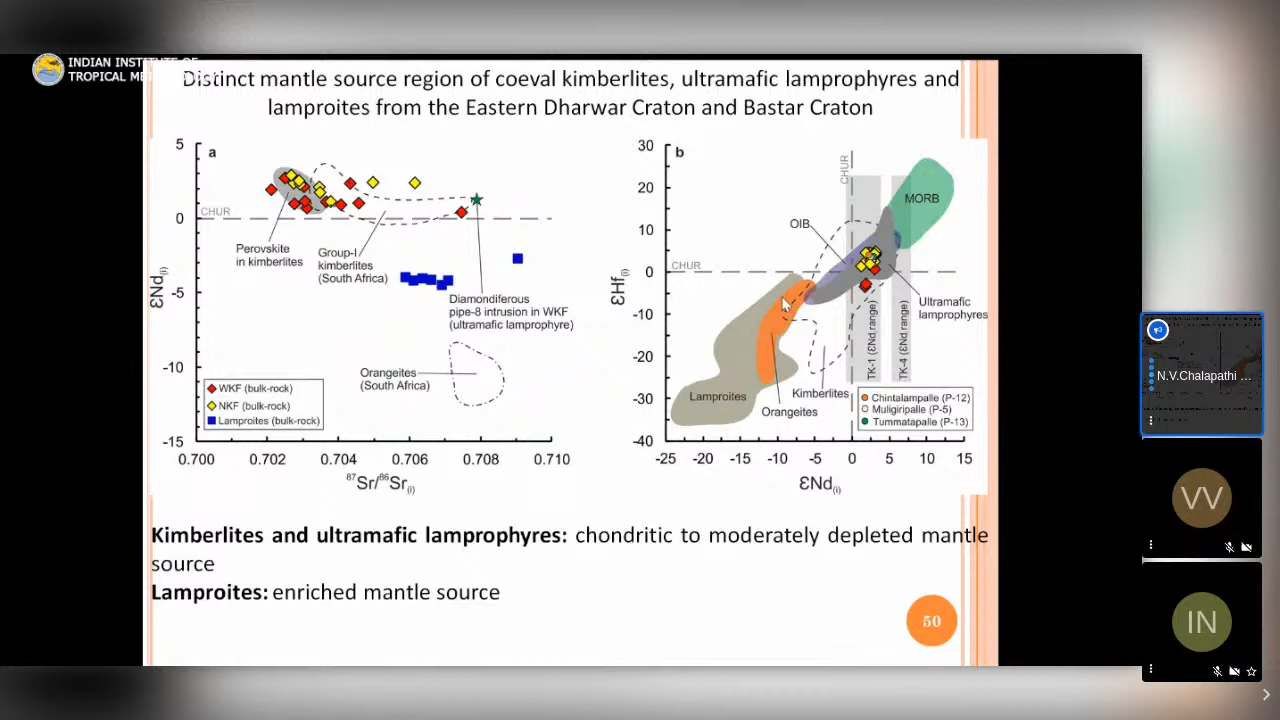 INDIAN INSTITUTE OF
TROPICAL
Distinct mantle source region of coeval kimberlites, ultramafic lamprophyres and
lamproites from the Eastern Dharwar Craton and Bastar Craton
5
0
-5
-10
-15
a
CHUR
Perovskite
in kimberlites
Group-I
kimberlites
(South Africa)
Diamondiferous
pipe-8 intrusion in WKF
(ultramafic lamprophyre)
Orangeites
(South Africa)
WKF (bulk-rock)
NKF (bulk-rock)
Lamproites (bulk-rock)
0.700 0.702 0.704 0.706 0.708 0.710
87Sr/86Sr(i)
ƐNd(i)
30
20
10
0
-10
-20
-30
-40
b
CHUR
MORB
OIB
CHUR
Ultramafic
lamprophyres
TK-1 (ƐNd range)
TK-4 (ƐNd range)
Kimberlites
Lamproites
Orangeites
Chintalampalle (P-12)
Muligiripalle (P-5)
Tummatapalle (P-13)
-25 -20 -15 -10 -5 0 5 10 15
ƐNd(i)
ƐHf(i)
Kimberlites and ultramafic lamprophyres: chondritic to moderately depleted mantle
source
Lamproites: enriched mantle source
50
N.V.Chalapathi ...
VV
IN